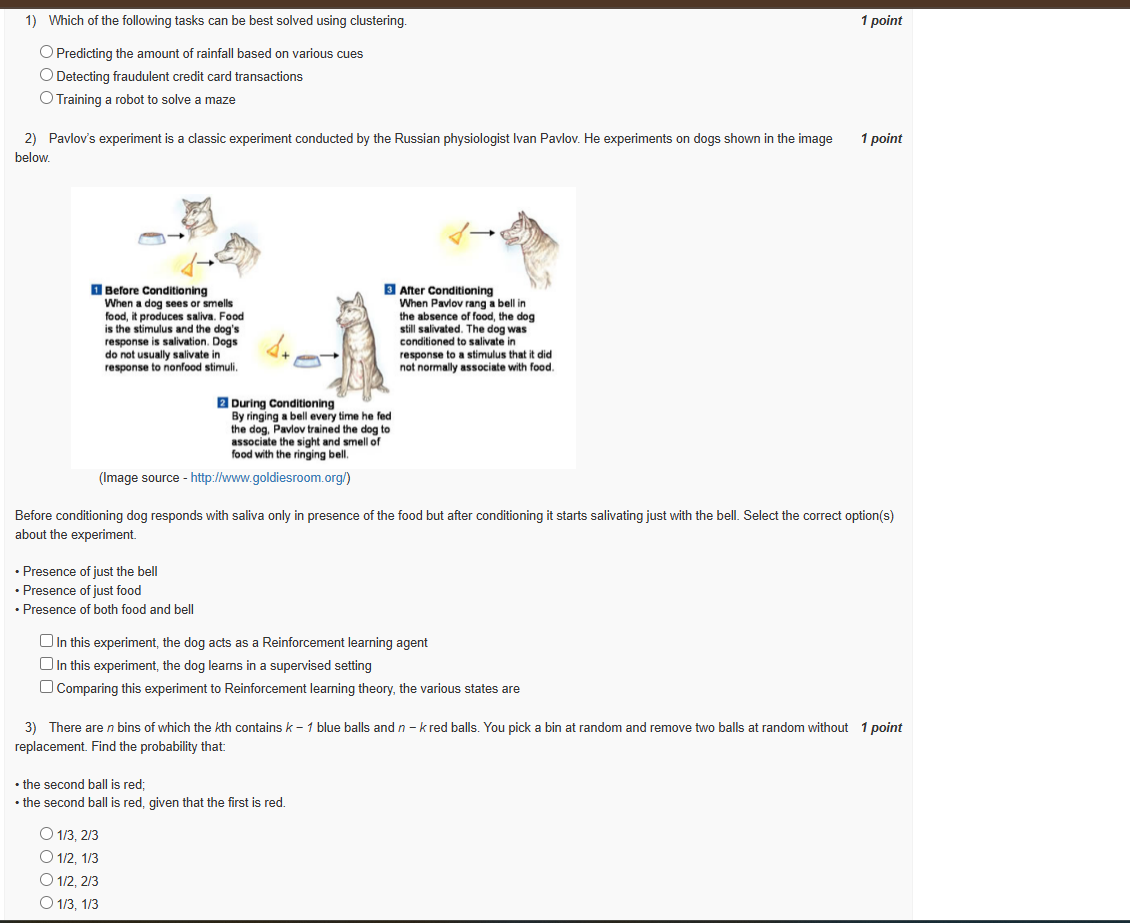 1) Which of the following tasks can be best solved using clustering. 1 point
Predicting the amount of rainfall based on various cues
Detecting fraudulent credit card transactions
Training a robot to solve a maze
2) Pavlov's experiment is a classic experiment conducted by the Russian physiologist Ivan Pavlov. He experiments on dogs shown in the image 1 point
below.
1 Before Conditioning
When a dog sees or smells
food, it produces saliva. Food
is the stimulus and the dog's
response is salivation. Dogs
do not usually salivate in
response to nonfood stimuli.
+
2 During Conditioning
By ringing a bell every time he fed
the dog, Pavlov trained the dog to
associate the sight and smell of
food with the ringing bell.
3 After Conditioning
When Pavlov rang a bell in
the absence of food, the dog
still salivated. The dog was
conditioned to salivate in
response to a stimulus that it did
not normally associate with food.
(Image source - http://www.goldiesroom.org/)
Before conditioning dog responds with saliva only in presence of the food but after conditioning it starts salivating just with the bell. Select the correct option(s)
about the experiment.
• Presence of just the bell
• Presence of just food
• Presence of both food and bell
In this experiment, the dog acts as a Reinforcement learning agent
In this experiment, the dog learns in a supervised setting
Comparing this experiment to Reinforcement learning theory, the various states are
3) There are n bins of which the kth contains k − 1 blue balls and n − k red balls. You pick a bin at random and remove two balls at random without 1 point
replacement. Find the probability that:
• the second ball is red;
• the second ball is red, given that the first is red.
1/3, 2/3
1/2, 1/3
1/2, 2/3
1/3, 1/3